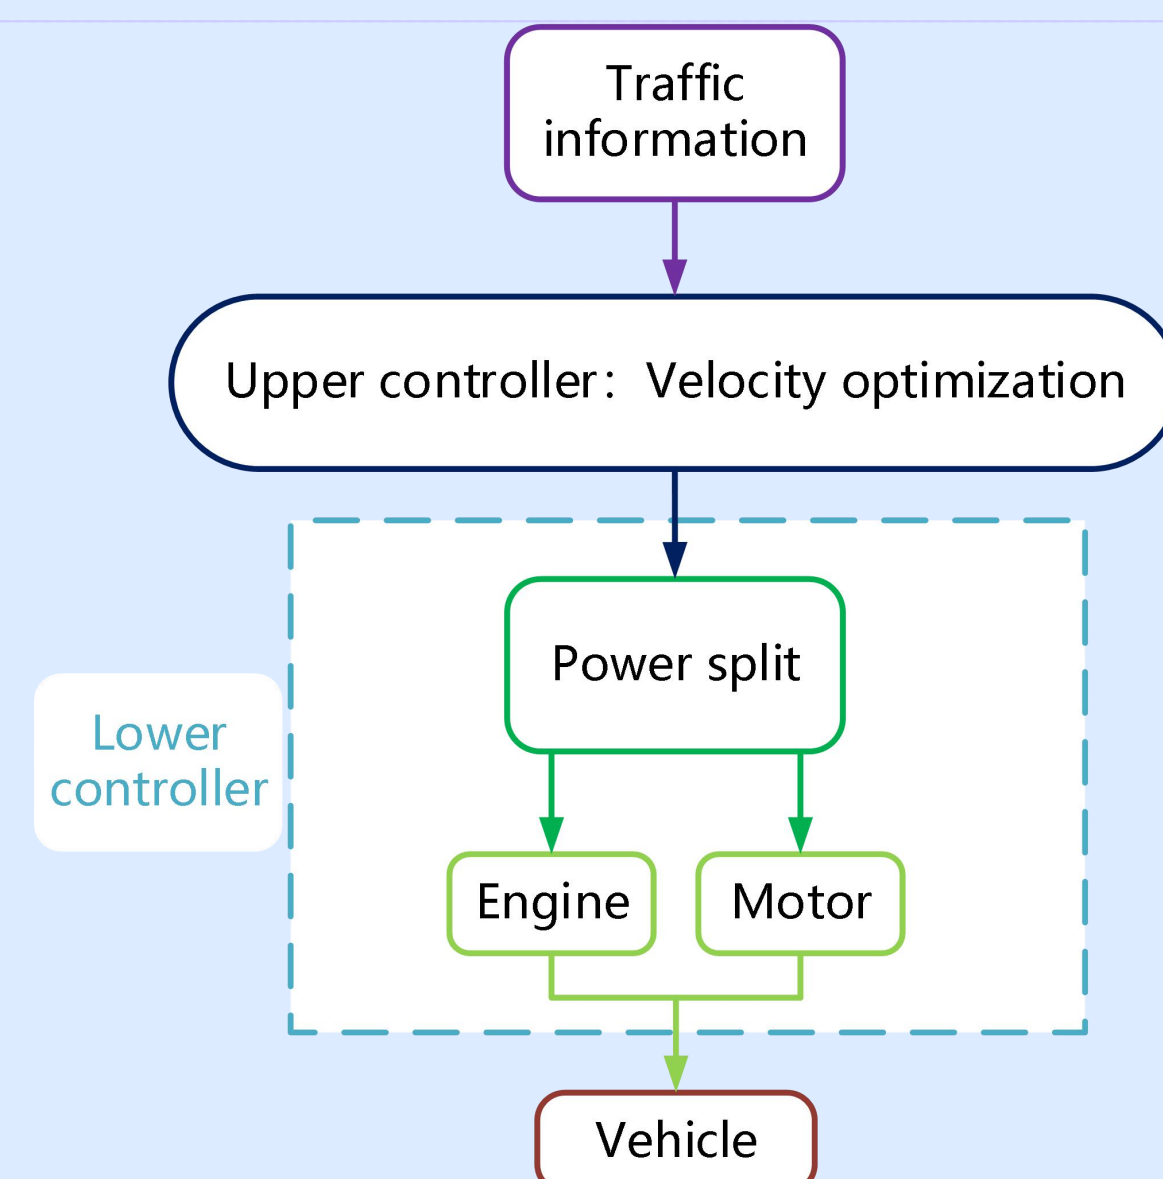 Traffic
information
Upper controller：Velocity optimization
Power split
Lower
controller
Engine
Motor
Vehicle